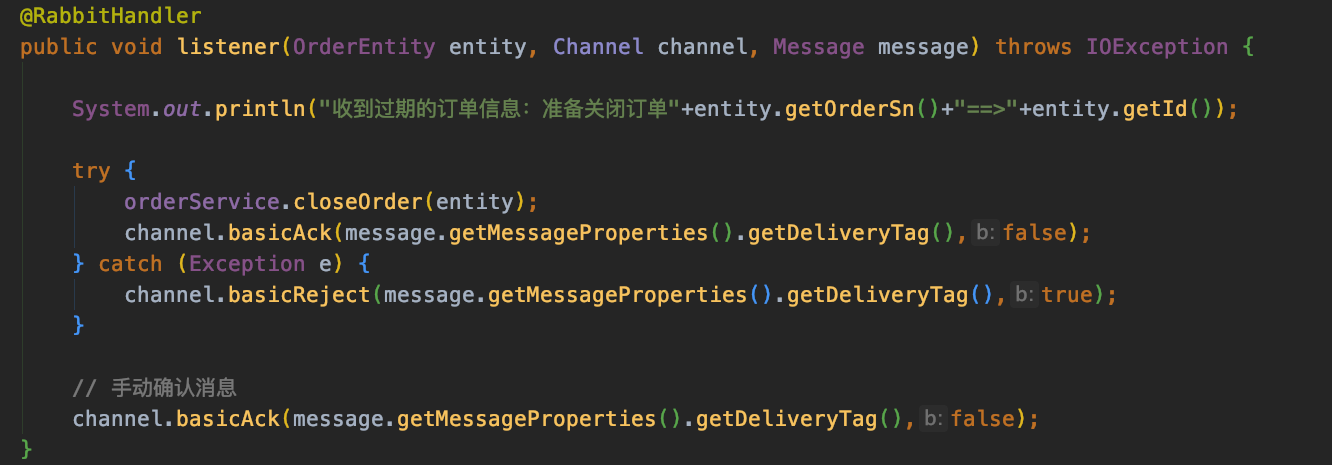 @RabbitHandler
public void listener(OrderEntity entity, Channel channel, Message message) throws IOException {
System.out.println("收到过期的订单信息：准备关闭订单"+entity.getOrderSn()+"==>"+entity.getId());
try {
orderService.closeOrder(entity);
channel.basicAck(message.getMessageProperties().getDeliveryTag(), b: false);
} catch (Exception e) {
channel.basicReject(message.getMessageProperties().getDeliveryTag(), b: true);
}
// 手动确认消息
channel.basicAck(message.getMessageProperties().getDeliveryTag(), b: false);
}